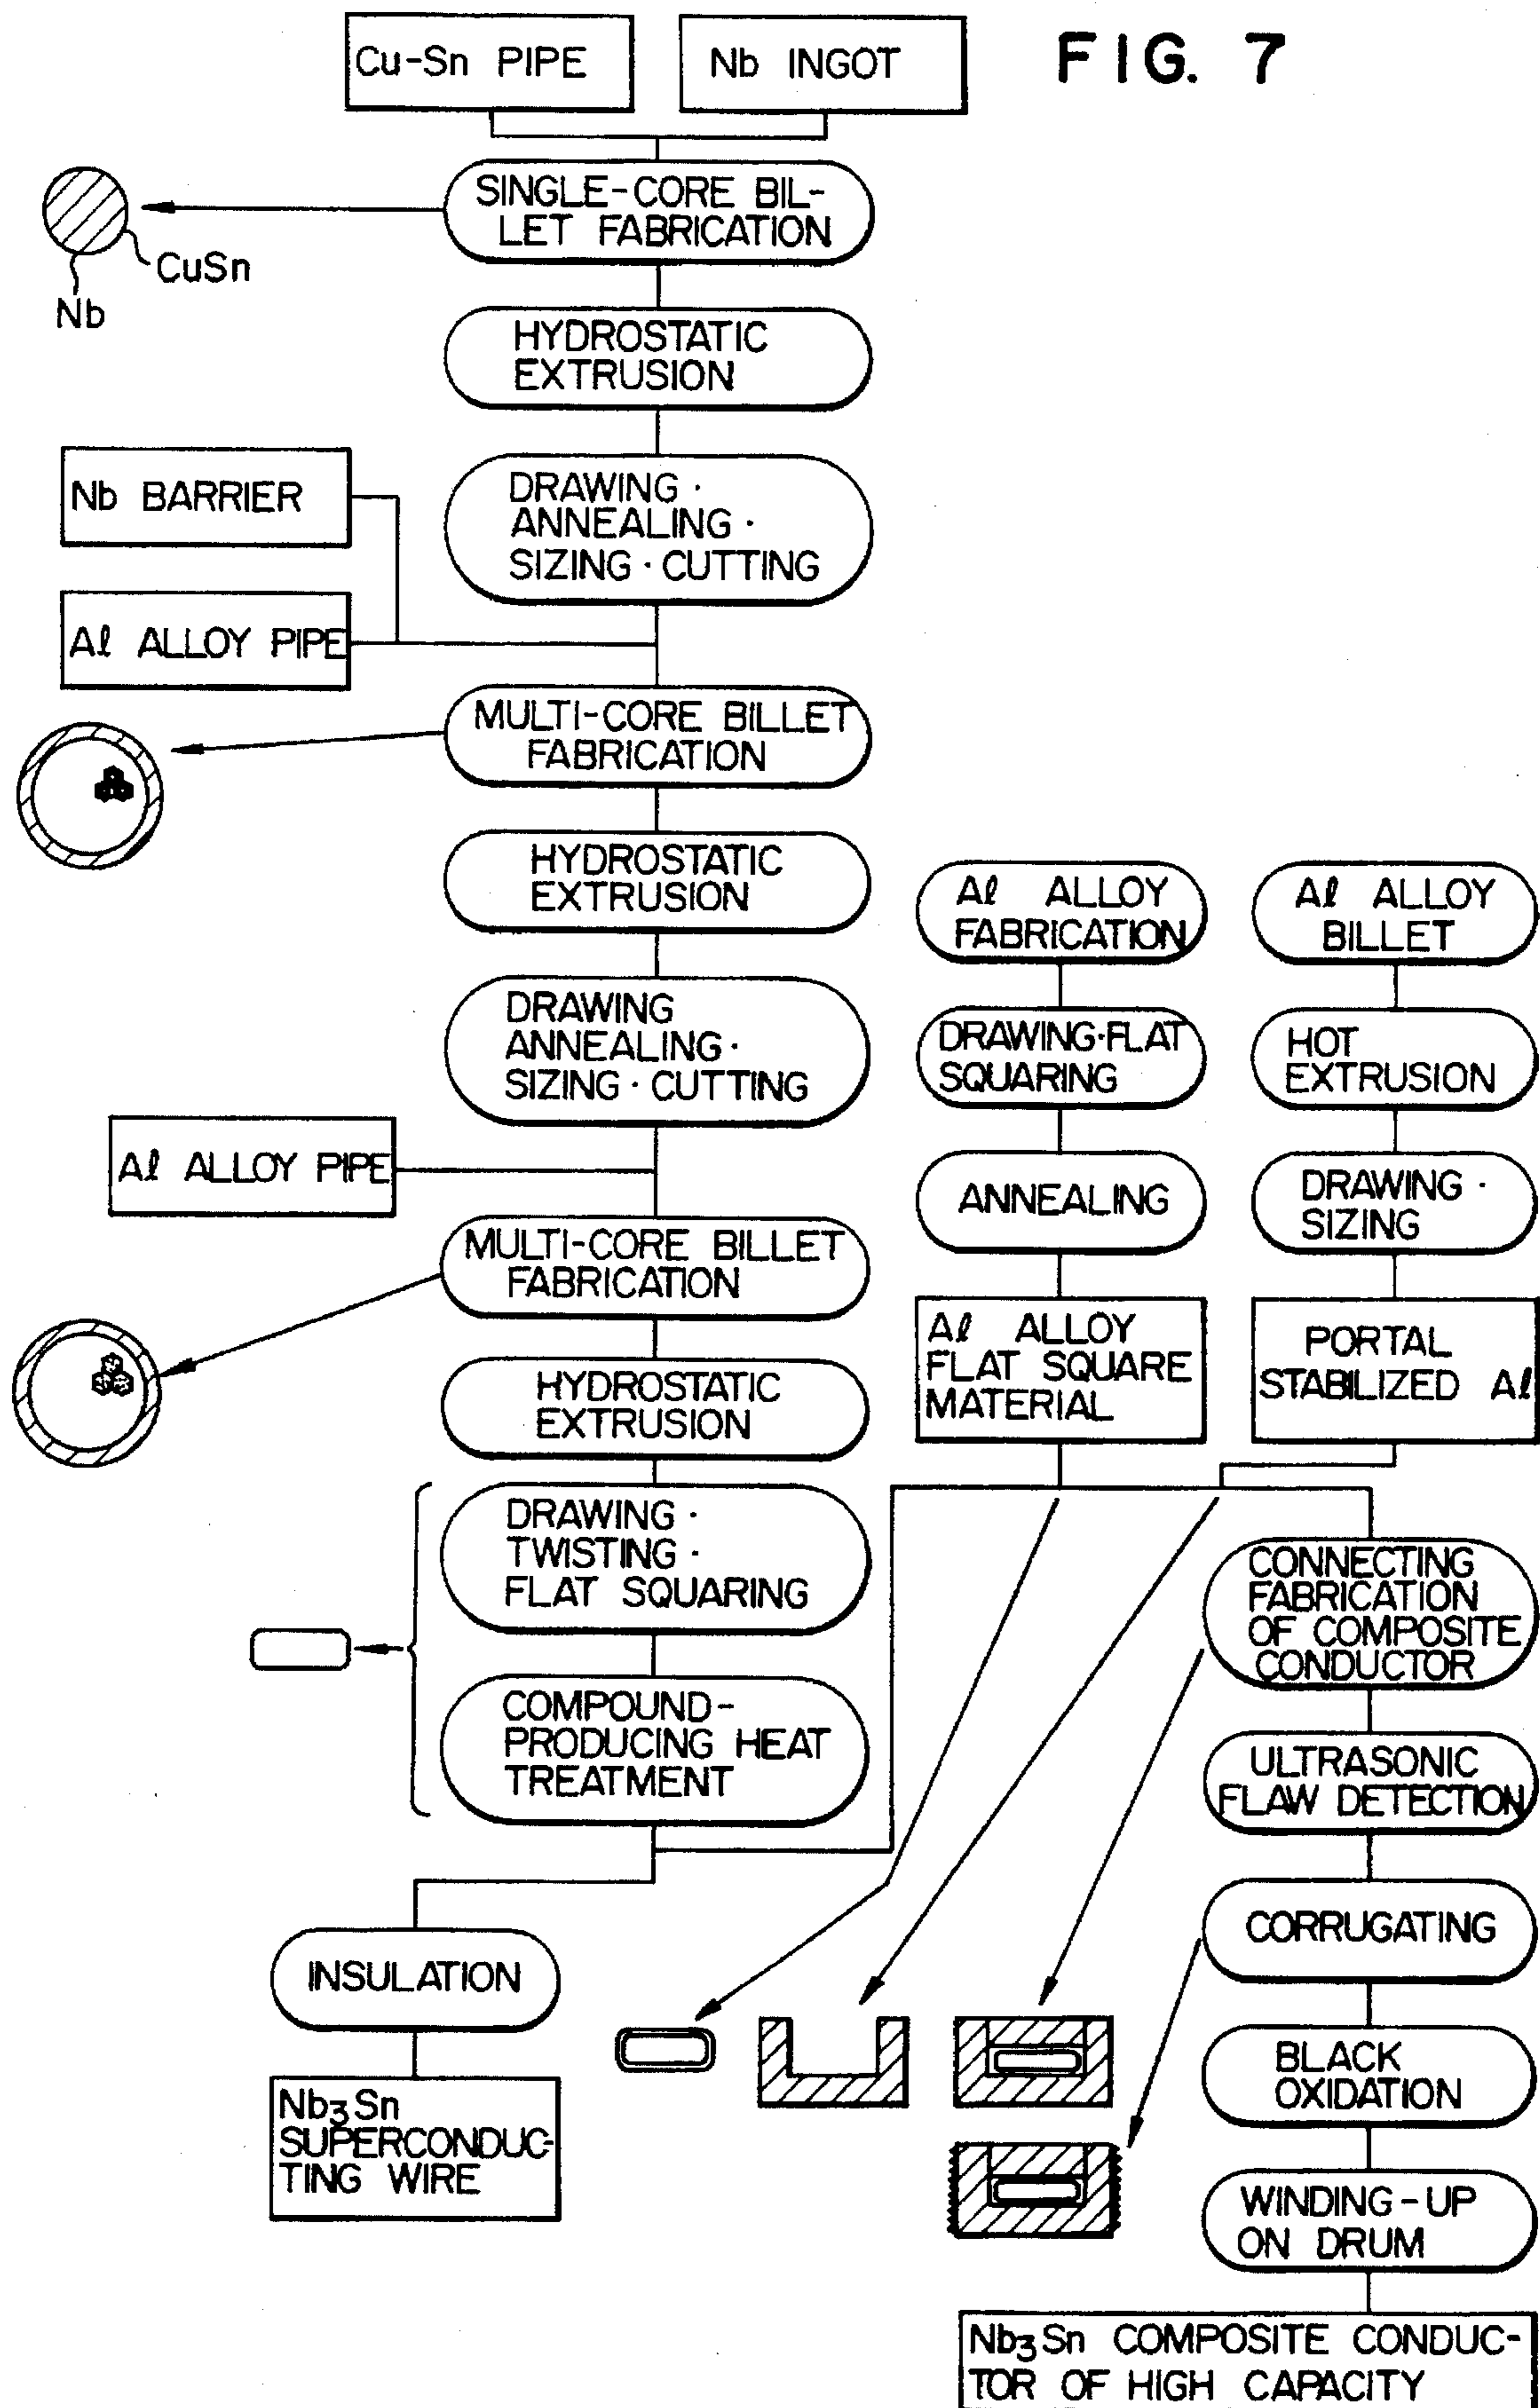 FIG. 7
Cu-Sn PIPE
Nb INGOT
SINGLE-CORE BIL-
LET FABRICATION
CuSn
Nb
HYDROSTATIC
EXTRUSION
Nb BARRIER
DRAWING ·
ANNEALING ·
SIZING · CUTTING
Al ALLOY PIPE
MULTI-CORE BILLET
FABRICATION
HYDROSTATIC
EXTRUSION
DRAWING
ANNEALING ·
SIZING · CUTTING
Al ALLOY PIPE
MULTI-CORE BILLET
FABRICATION
HYDROSTATIC
EXTRUSION
DRAWING ·
TWISTING ·
FLAT SQUARING
COMPOUND-
PRODUCING HEAT
TREATMENT
INSULATION
Nb₃Sn
SUPERCONDUC-
TING WIRE
Al ALLOY
FABRICATION
DRAWING·FLAT
SQUARING
ANNEALING
Al ALLOY
FLAT SQUARE
MATERIAL
Al ALLOY
BILLET
HOT
EXTRUSION
DRAWING ·
SIZING
PORTAL
STABILIZED Al
CONNECTING
FABRICATION
OF COMPOSITE
CONDUCTOR
ULTRASONIC
FLAW DETECTION
CORRUGATING
BLACK
OXIDATION
WINDING-UP
ON DRUM
Nb₃Sn COMPOSITE CONDUC-
TOR OF HIGH CAPACITY